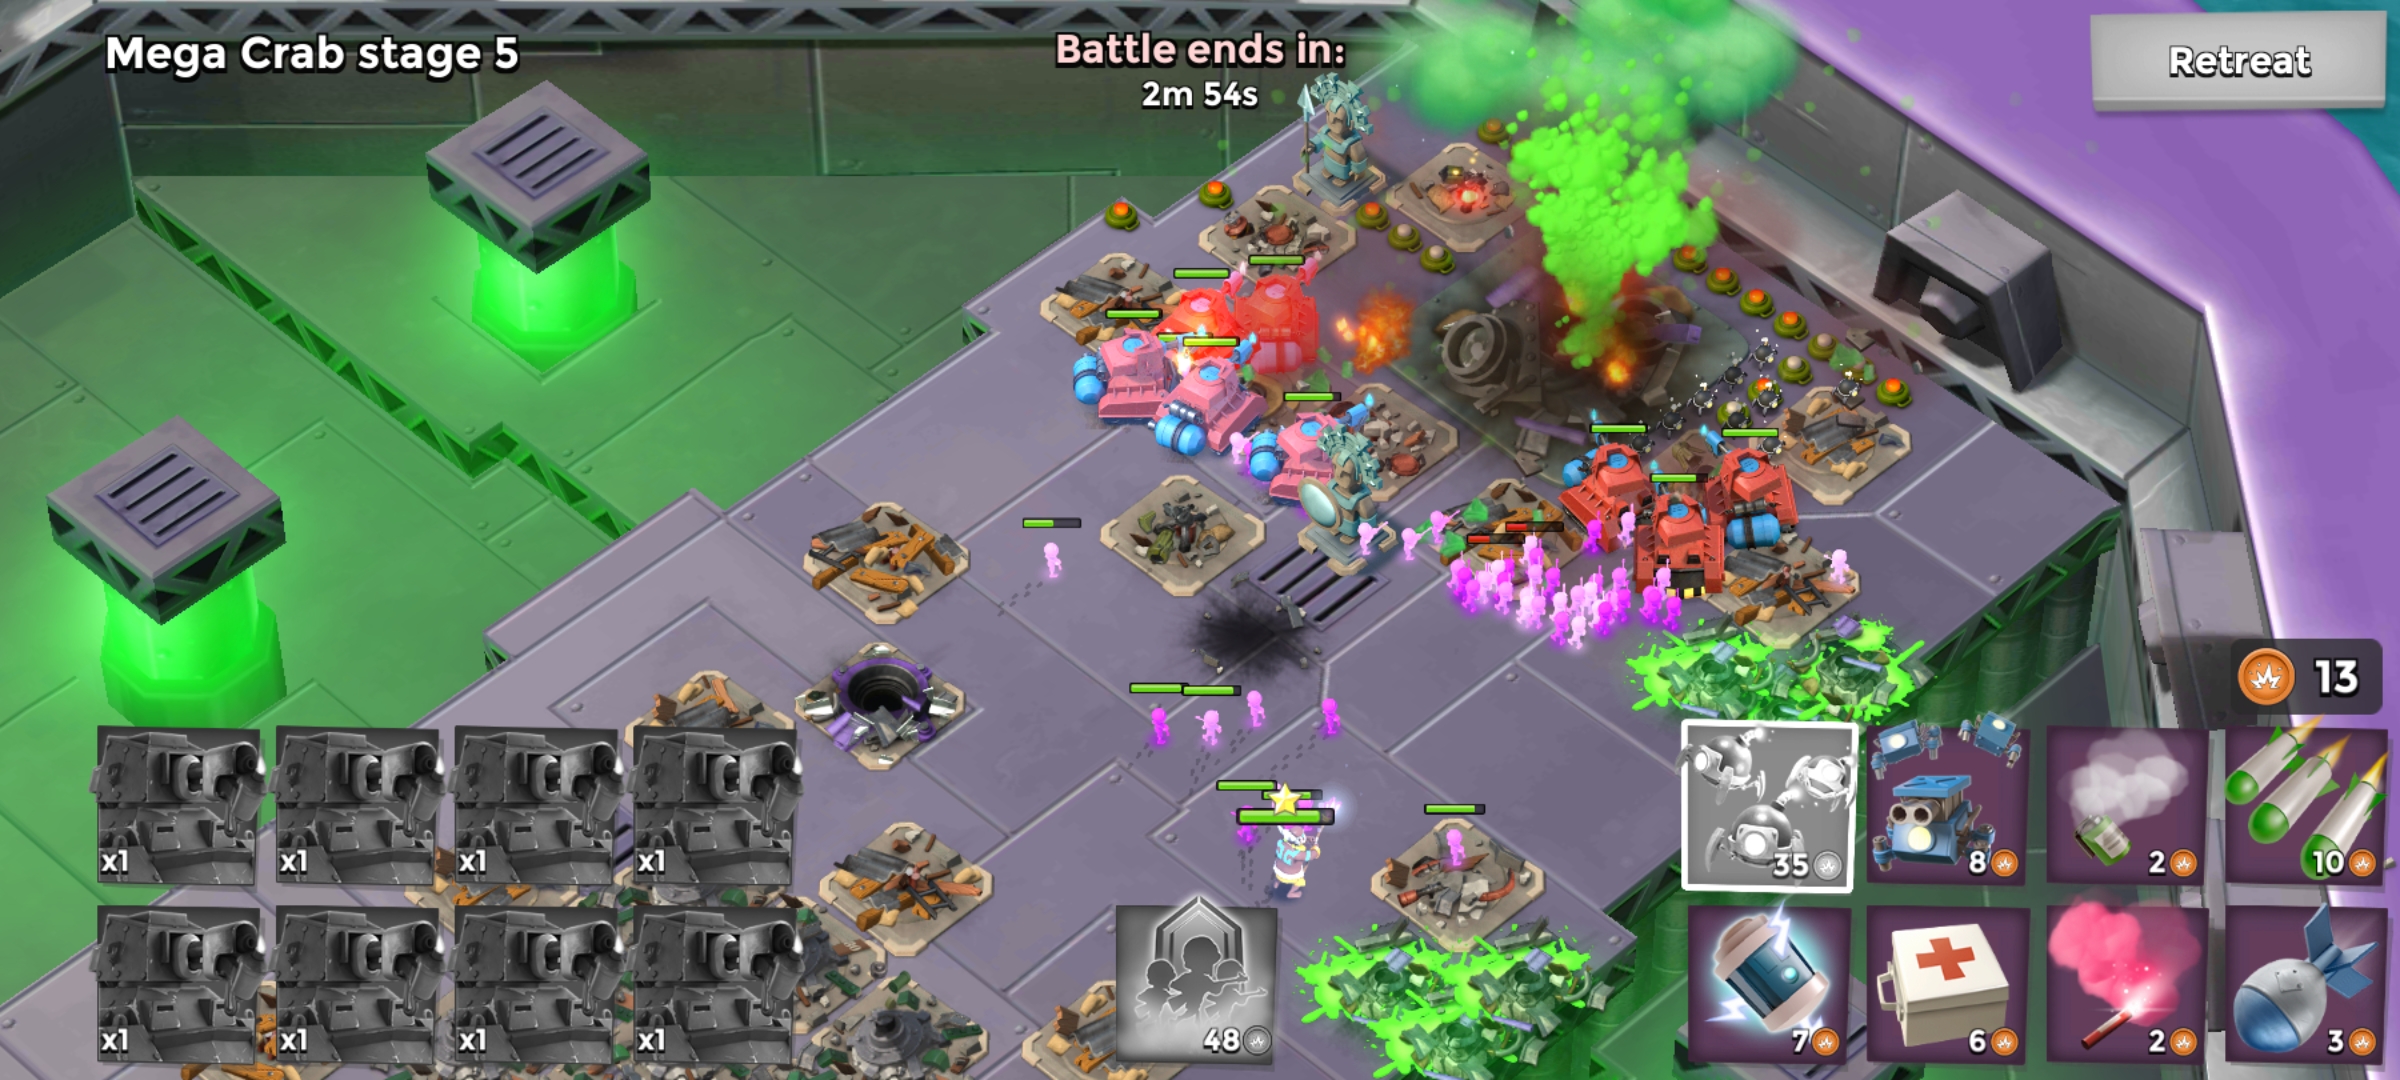 Mega Crab stage 5
Battle ends in:
2m 54s
Retreat
13
x1
x1
x1
x1
35
8
2
10
x1
x1
x1
x1
48
7
6
2
3